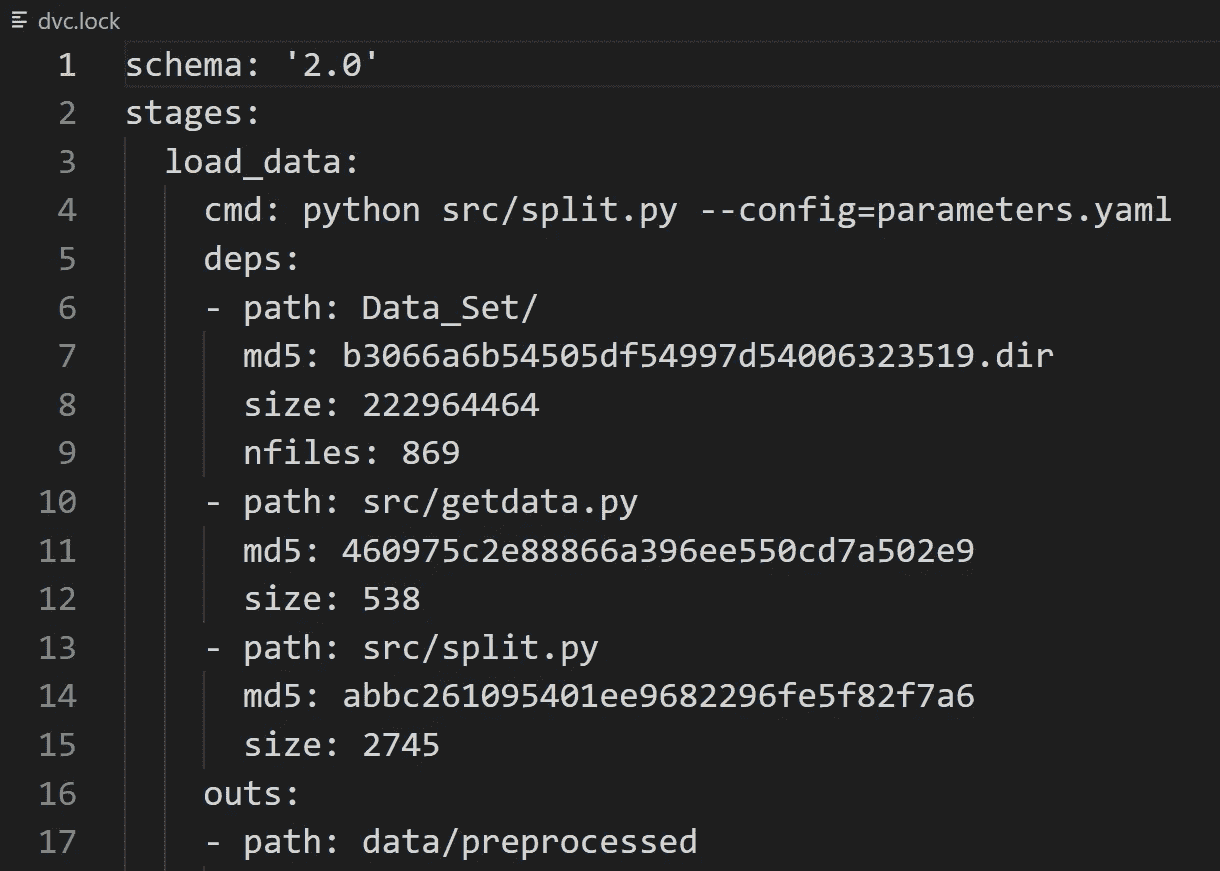 dvc.lock
1 schema: '2.0'
2 stages:
3   load_data:
4     cmd: python src/split.py --config=parameters.yaml
5     deps:
6     - path: Data_Set/
7       md5: b3066a6b54505df54997d54006323519.dir
8       size: 222964464
9       nfiles: 869
10     - path: src/getdata.py
11       md5: 460975c2e88866a396ee550cd7a502e9
12       size: 538
13     - path: src/split.py
14       md5: abbc261095401ee9682296fe5f82f7a6
15       size: 2745
16     outs:
17     - path: data/preprocessed